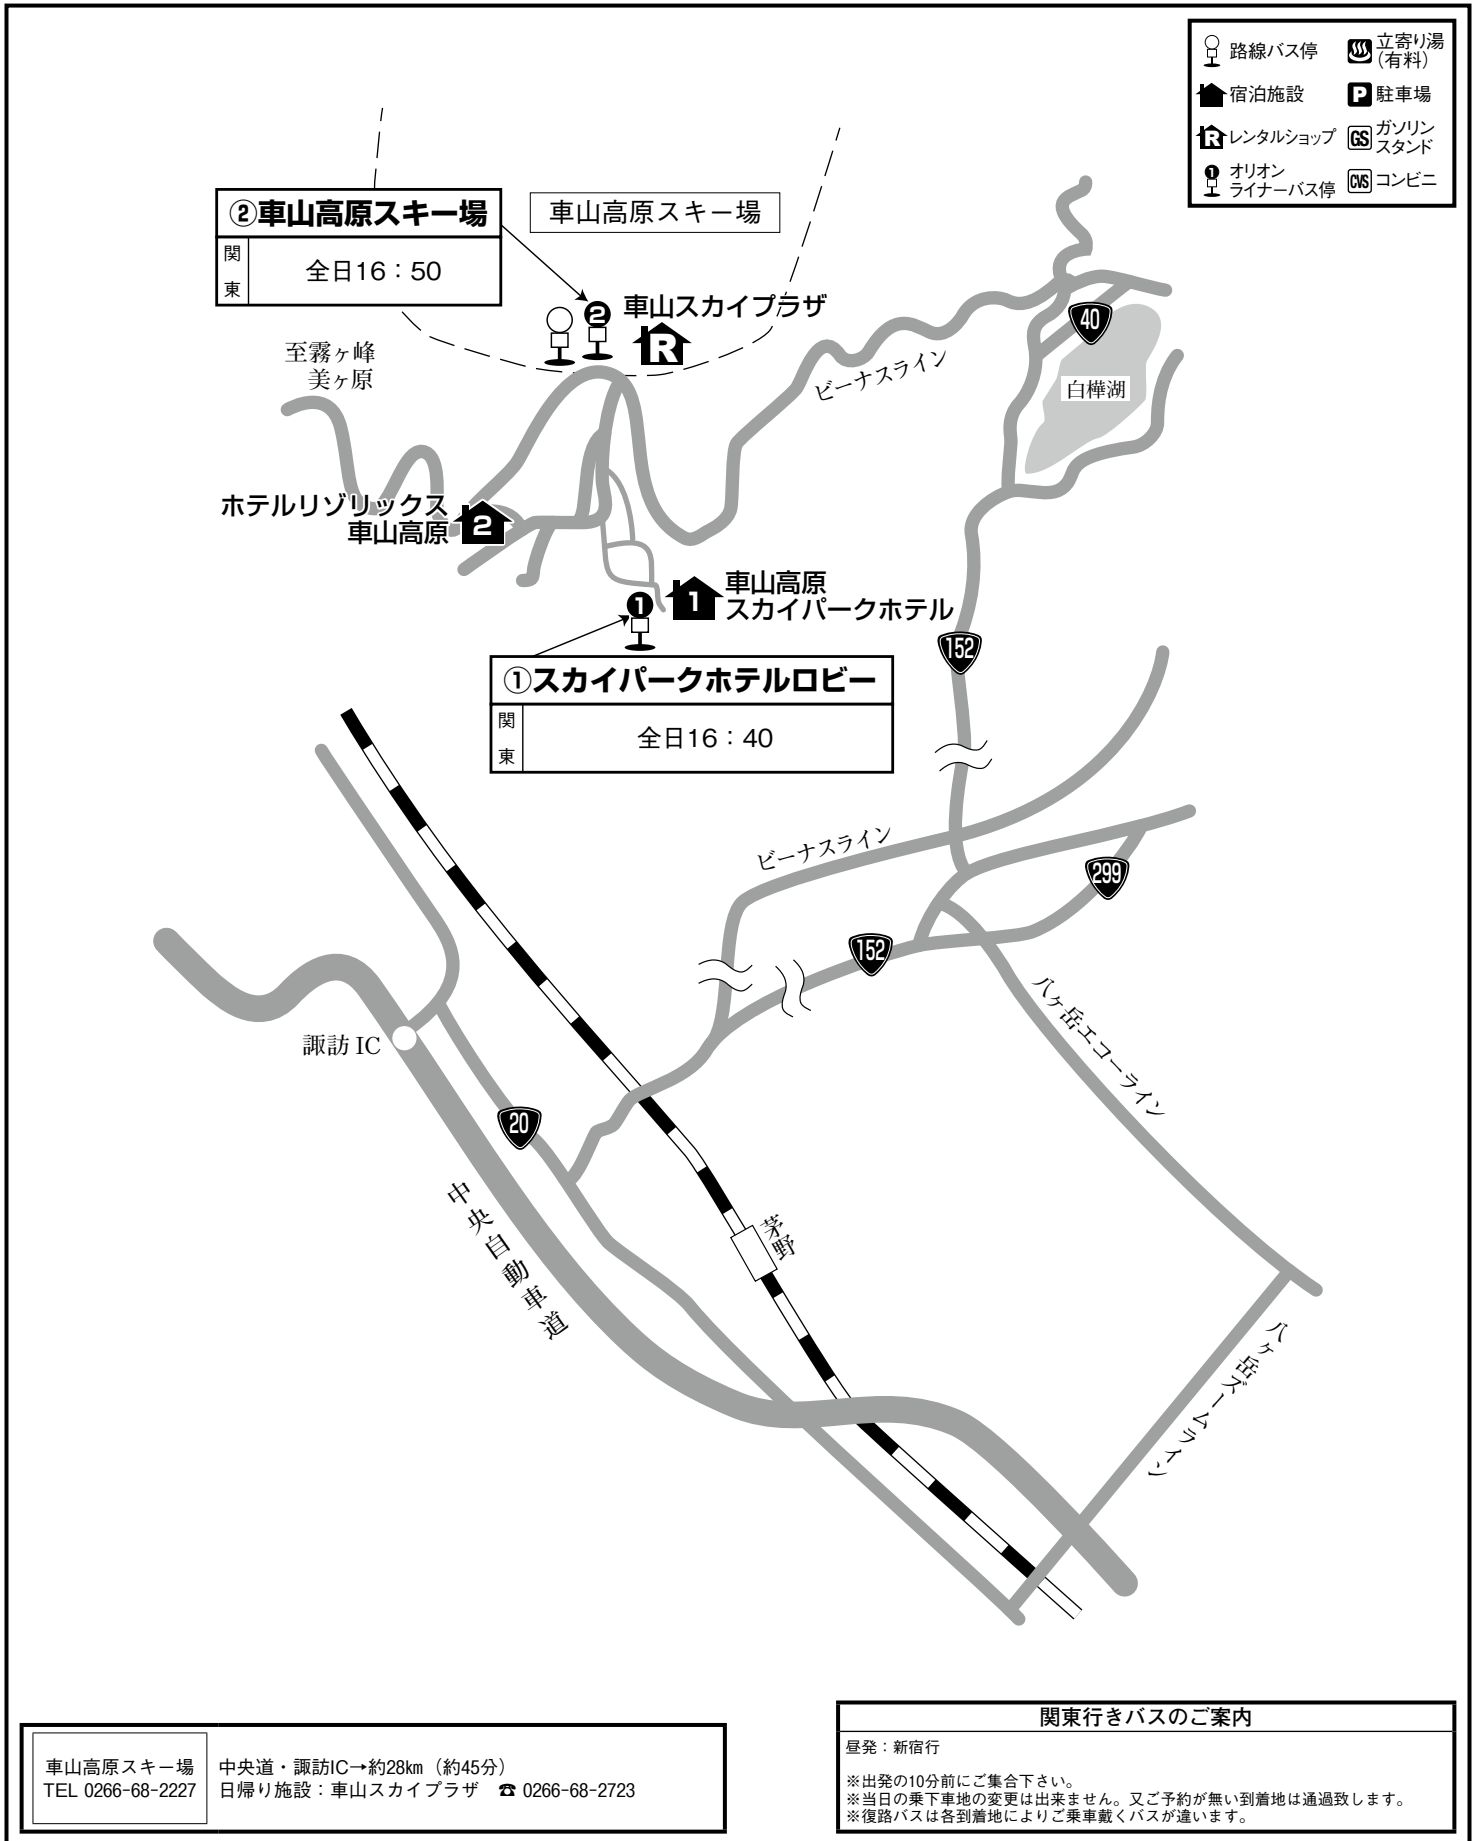 路線バス停
立寄り湯
(有料)
宿泊施設
P 駐車場
R レンタルショップ
GS ガソリン
スタンド
1 オリオン
ライナーバス停
CVS コンビニ
②車山高原スキー場
関東
全日16：50
車山高原スキー場
2
車山スカイプラザ
R
至霧ヶ峰
美ヶ原
ビーナスライン
40
白樺湖
ホテルリゾリックス
車山高原
2
1
1
車山高原
スカイパークホテル
152
①スカイパークホテルロビー
関東
全日16：40
ビーナスライン
299
152
諏訪 IC
八ヶ岳エコーライン
20
中央自動車道
茅野
八ヶ岳ズームライン
車山高原スキー場
TEL 0266-68-2227
中央道・諏訪IC→約28㎞（約45分）
日帰り施設：車山スカイプラザ　☎ 0266-68-2723
関東行きバスのご案内
昼発：新宿行
※出発の10分前にご集合下さい。
※当日の乗下車地の変更は出来ません。又ご予約が無い到着地は通過致します。
※復路バスは各到着地によりご乗車戴くバスが違います。